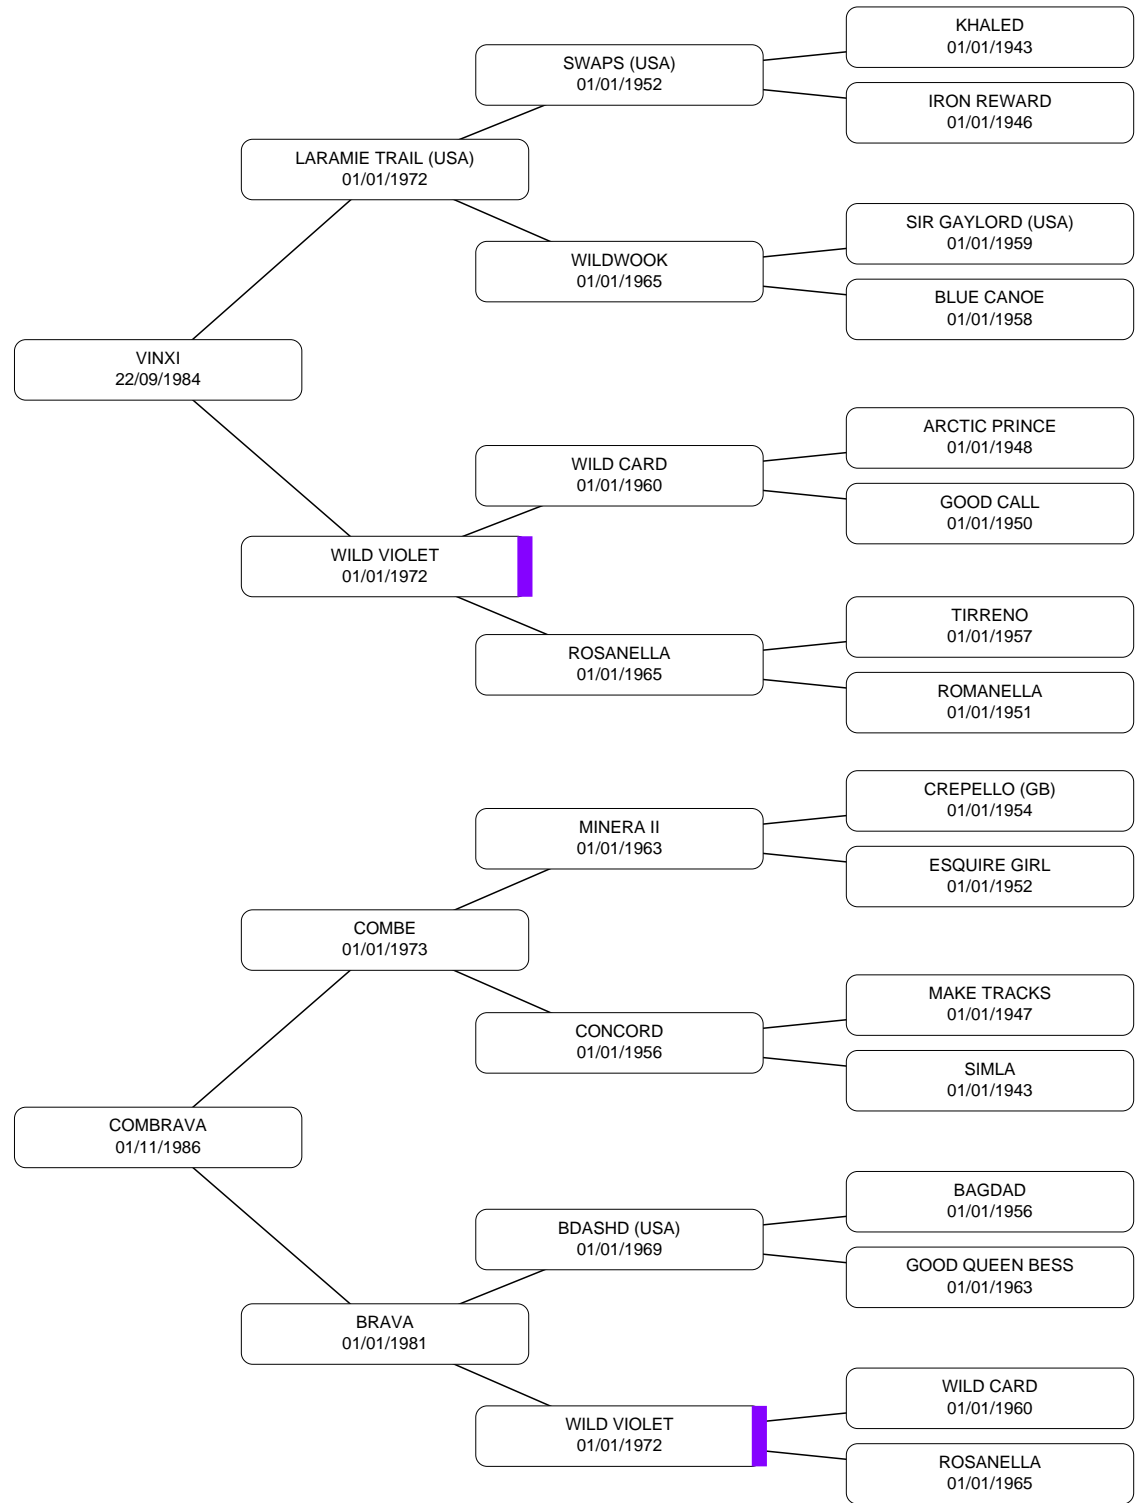 KHALED
01/01/1943
SWAPS (USA)
01/01/1952
IRON REWARD
01/01/1946
LARAMIE TRAIL (USA)
01/01/1972
SIR GAYLORD (USA)
01/01/1959
WILDWOOK
01/01/1965
BLUE CANOE
01/01/1958
VINXI
22/09/1984
ARCTIC PRINCE
01/01/1948
WILD CARD
01/01/1960
GOOD CALL
01/01/1950
WILD VIOLET
01/01/1972
TIRRENO
01/01/1957
ROSANELLA
01/01/1965
ROMANELLA
01/01/1951
CREPELLO (GB)
01/01/1954
MINERA II
01/01/1963
ESQUIRE GIRL
01/01/1952
COMBE
01/01/1973
MAKE TRACKS
01/01/1947
CONCORD
01/01/1956
SIMLA
01/01/1943
COMBRAVA
01/11/1986
BAGDAD
01/01/1956
BDASHD (USA)
01/01/1969
GOOD QUEEN BESS
01/01/1963
BRAVA
01/01/1981
WILD CARD
01/01/1960
WILD VIOLET
01/01/1972
ROSANELLA
01/01/1965